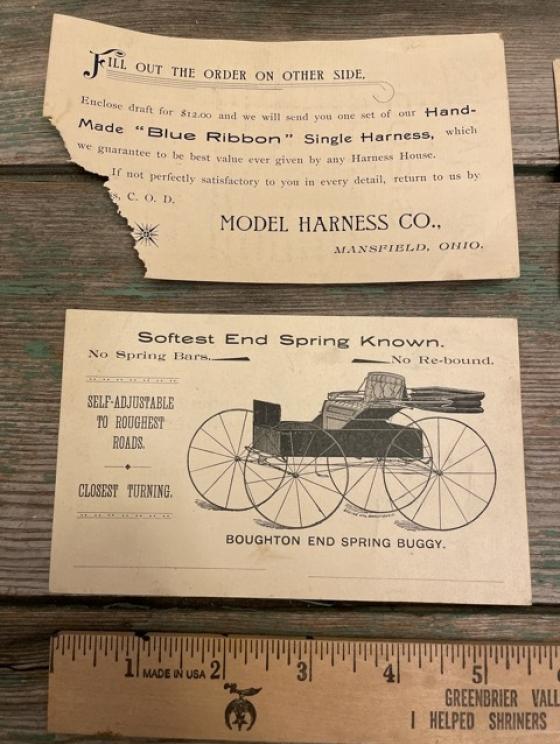 FILL OUT THE ORDER ON OTHER SIDE,
Enclose draft for $12.00 and we will send you one set of our Hand-
Made "Blue Ribbon" Single Harness, which
we guarantee to be best value ever given by any Harness House.
If not perfectly satisfactory to you in every detail, return to us by
s, C. O. D.
MODEL HARNESS CO.,
MANSFIELD, OHIO.
Softest End Spring Known.
No Spring Bars. No Re-bound.
SELF-ADJUSTABLE
TO ROUGHEST
ROADS.
CLOSEST TURNING.
BOUGHTON END SPRING BUGGY.
1 MADE IN USA 2 3 4 5 6
GREENBRIER VALL
I HELPED SHRINERS